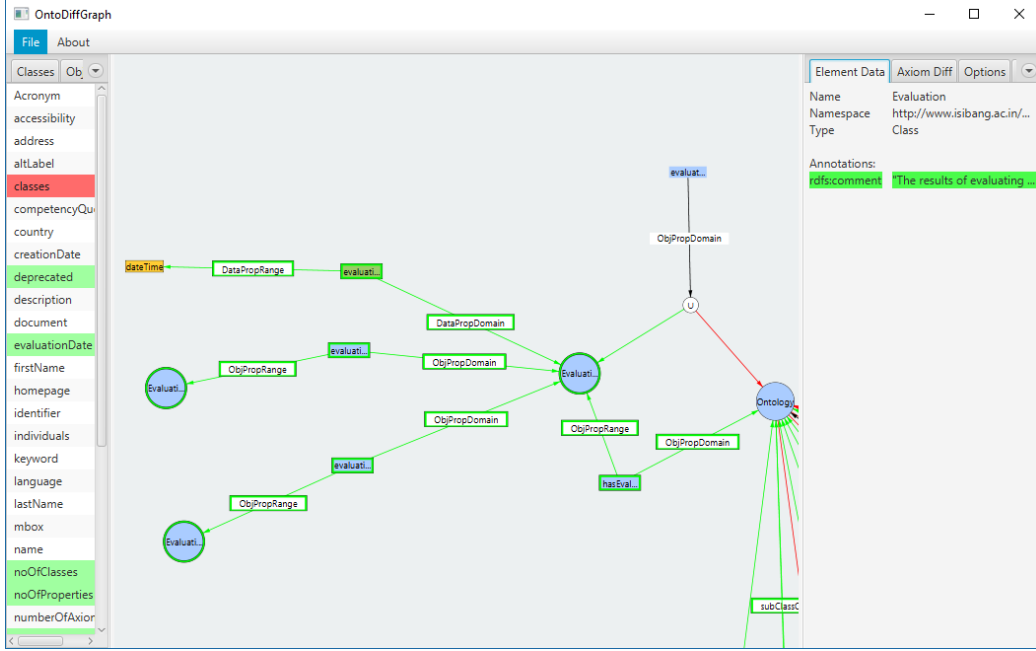 OntoDiffGraph
File About
Classes Ob
Acronym
accessibility
address
altLabel
classes
competencyQu
country
creationDate
deprecated
description
document
evaluationDate
firstName
homepage
identifier
individuals
keyword
language
lastName
mbox
name
noOfClasses
noOfProperties
numberOfAxior
evaluat...
ObjPropDomain
U
dateTime
DataPropRange
evaluati...
DataPropDomain
evaluati...
ObjPropDomain
ObjPropRange
Evaluati...
Evaluati...
Ontology
ObjPropDomain
ObjPropRange
ObjPropDomain
evaluati...
hasEval...
ObjPropRange
Evaluati...
subClassC
Element Data Axiom Diff Options
Name Evaluation
Namespace http://www.isibang.ac.in/...
Type Class
Annotations:
rdfs:comment "The results of evaluating ...